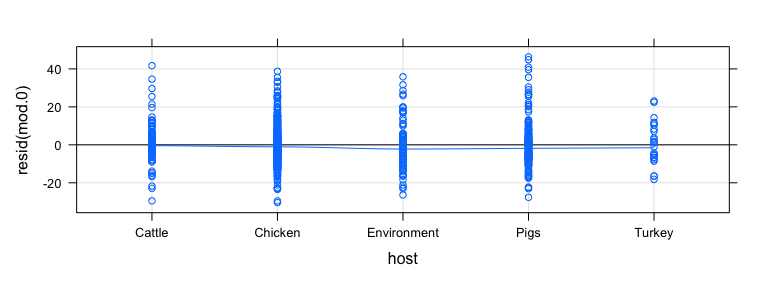 resid(mod.0)
40
20
0
-20
Cattle
Chicken
Environment
Pigs
Turkey
host